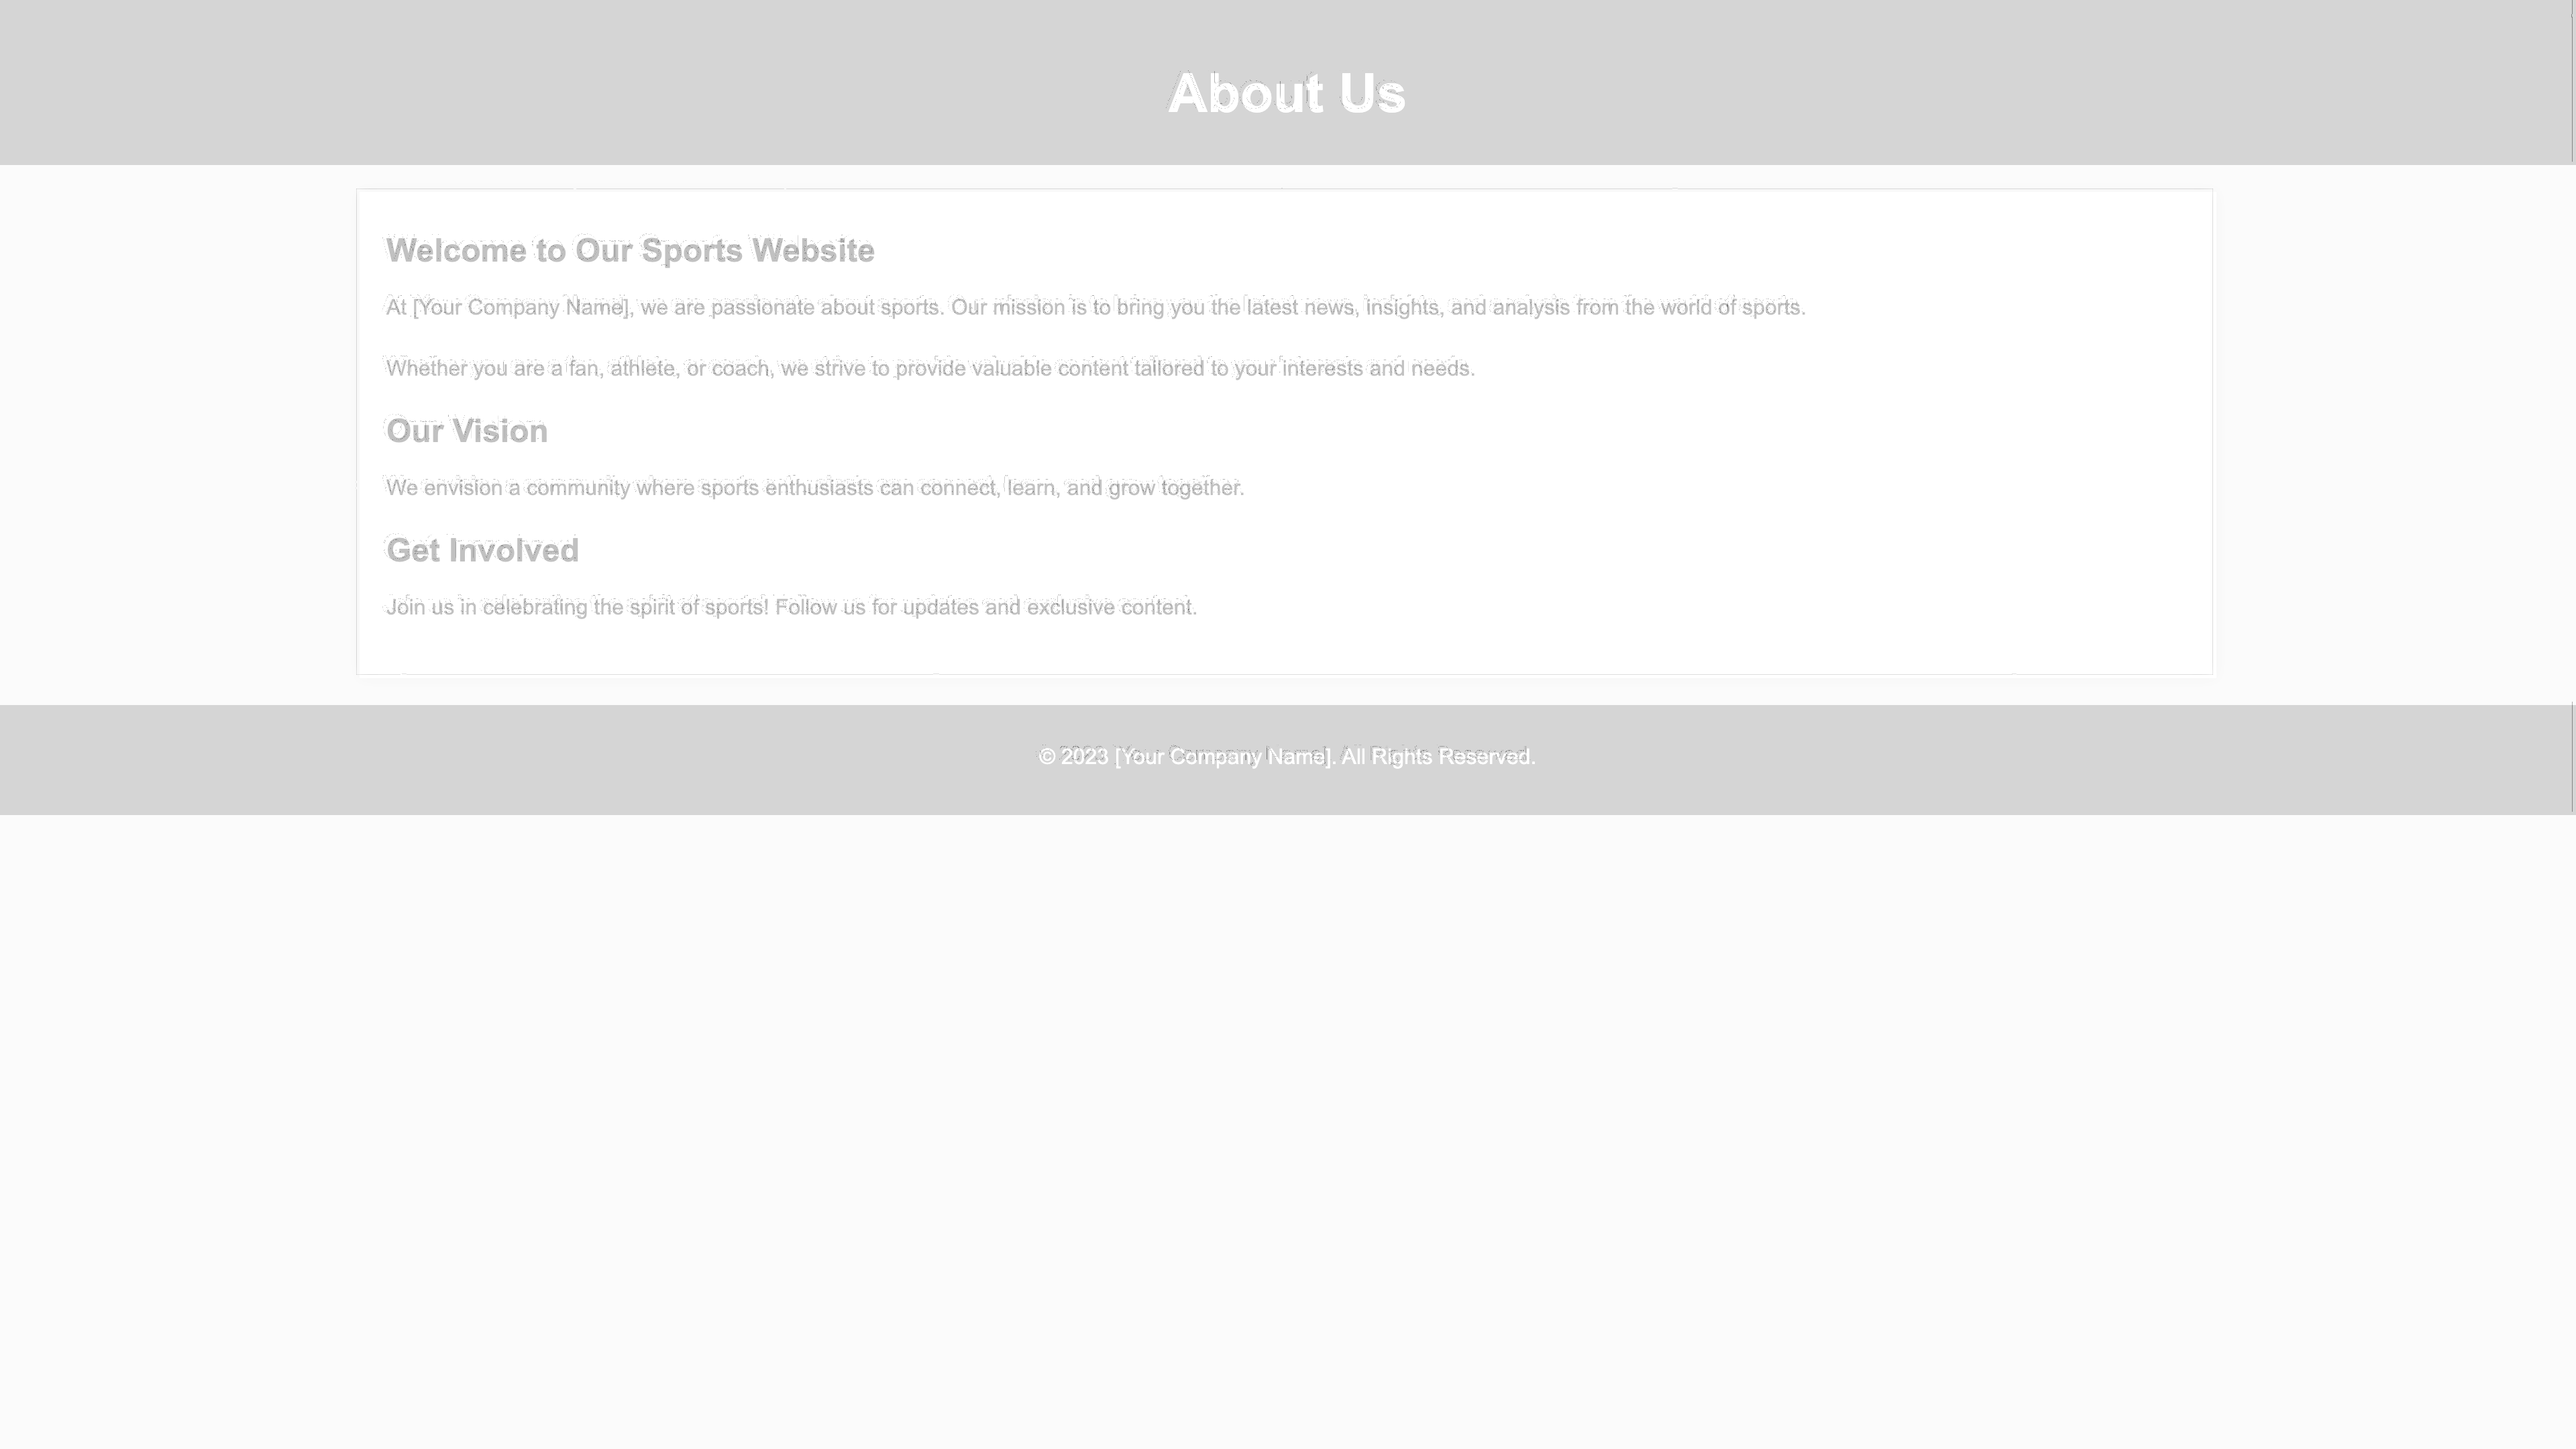 About Us
Welcome to Our Sports Website
At [Your Company Name], we are passionate about sports. Our mission is to bring you the latest news, insights, and analysis from the world of sports.
Whether you are a fan, athlete, or coach, we strive to provide valuable content tailored to your interests and needs.
Our Vision
We envision a community where sports enthusiasts can connect, learn, and grow together.
Get Involved
Join us in celebrating the spirit of sports! Follow us for updates and exclusive content.
© 2023 [Your Company Name]. All Rights Reserved.